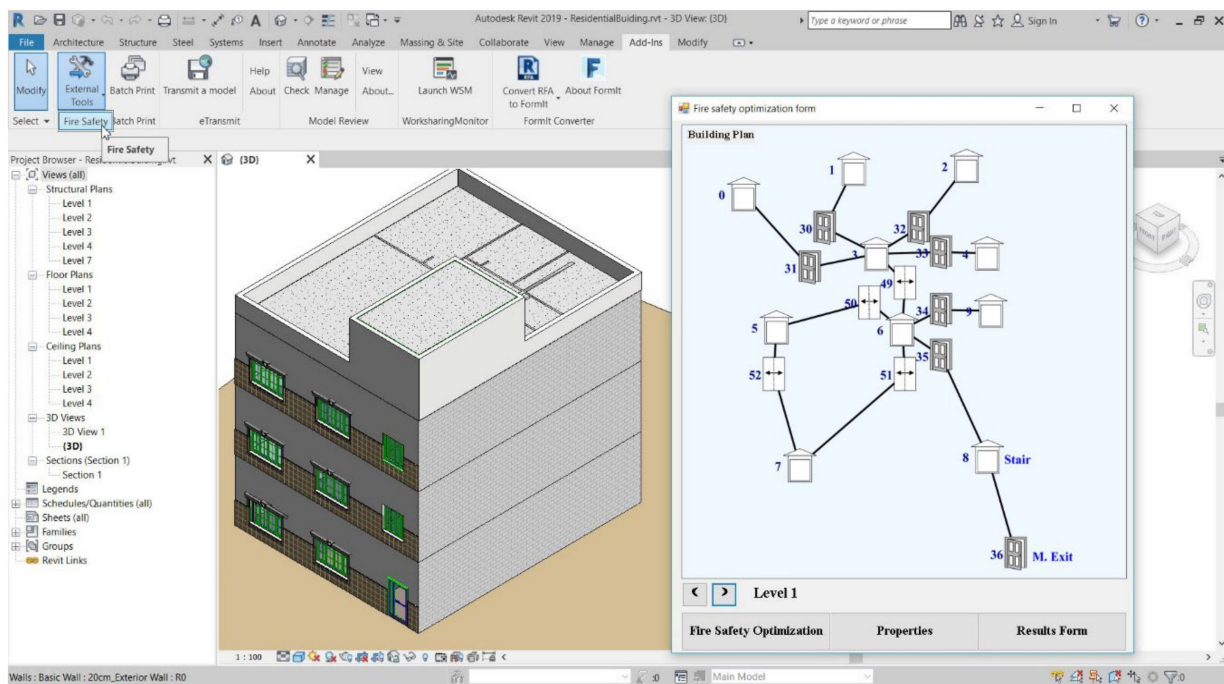 Autodesk Revit 2019 - ResidentialBuiding.rvt - 3D View: {3D}
Type a keyword or phrase
Sign In
File Architecture Structure Steel Systems Insert Annotate Analyze Massing & Site Collaborate View Manage Add-Ins Modify
Modify
External Tools
Batch Print
Transmit a model
Help
About
Check Manage
View
About...
Launch WSM
Convert RFA
to FormIt
About FormIt
Select
Fire Safety
Batch Print
eTransmit
Model Review
WorksharingMonitor
FormIt Converter
Fire Safety
Project Browser - ResidentialBuiding.rvt
{3D}
Views (all)
Structural Plans
Level 1
Level 2
Level 3
Level 4
Level 7
Floor Plans
Level 1
Level 2
Level 3
Level 4
Ceiling Plans
Level 1
Level 2
Level 3
Level 4
3D Views
3D View 1
{3D}
Sections (Section 1)
Section 1
Legends
Schedules/Quantities (all)
Sheets (all)
Families
Groups
Revit Links
Fire safety optimization form
Building Plan
0
1
2
30
32
31
3
33
4
49
50
34
9
5
6
35
52
51
7
8
Stair
36
M. Exit
Level 1
Fire Safety Optimization
Properties
Results Form
1 : 100
Walls : Basic Wall : 20cm_Exterior Wall : R0
:0
Main Model
:0